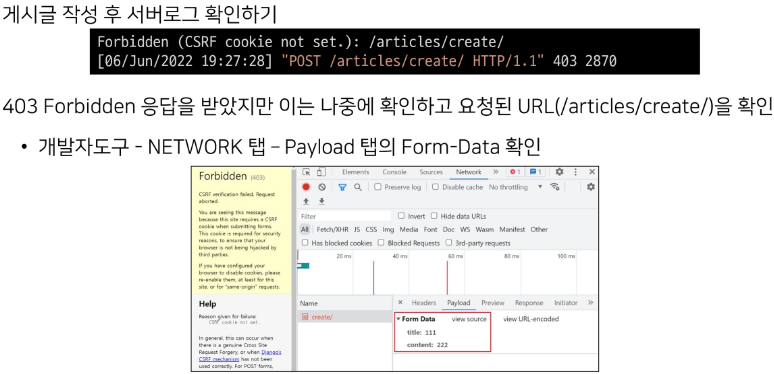 게시글 작성 후 서버로그 확인하기
Forbidden (CSRF cookie not set.): /articles/create/
[06/Jun/2022 19:27:28] "POST /articles/create/ HTTP/1.1" 403 2870
403 Forbidden 응답을 받았지만 이는 나중에 확인하고 요청된 URL(/articles/create/)을 확인
• 개발자도구 - NETWORK 탭 – Payload 탭의 Form-Data 확인
Forbidden (403)
CSRF verification failed. Request
aborted.
You are seeing this message
because this site requires a CSRF
cookie when submitting forms.
This cookie is required for security
reasons, to ensure that your
browser is not being hijacked by
third parties.
If you have configured your
browser to disable cookies, please
re-enable them, at least for this
site, or for "same-origin" requests.
Help
Reason given for failure:
CSRF cookie not set.
In general, this can occur when
there is a genuine Cross Site
Request Forgery, or when Django's
CSRF mechanism has not been
used correctly. For POST forms,
Elements Console Sources Network » 1 1
Preserve log Disable cache No throttling
Filter Invert Hide data URLs
All Fetch/XHR JS CSS Img Media Font Doc WS Wasm Manifest Other
Has blocked cookies Blocked Requests 3rd-party requests
20 ms 40 ms 60 ms 80 ms 100 ms
Name × Headers Payload Preview Response Initiator »
create/
▾ Form Data view source view URL-encoded
title: 111
content: 222